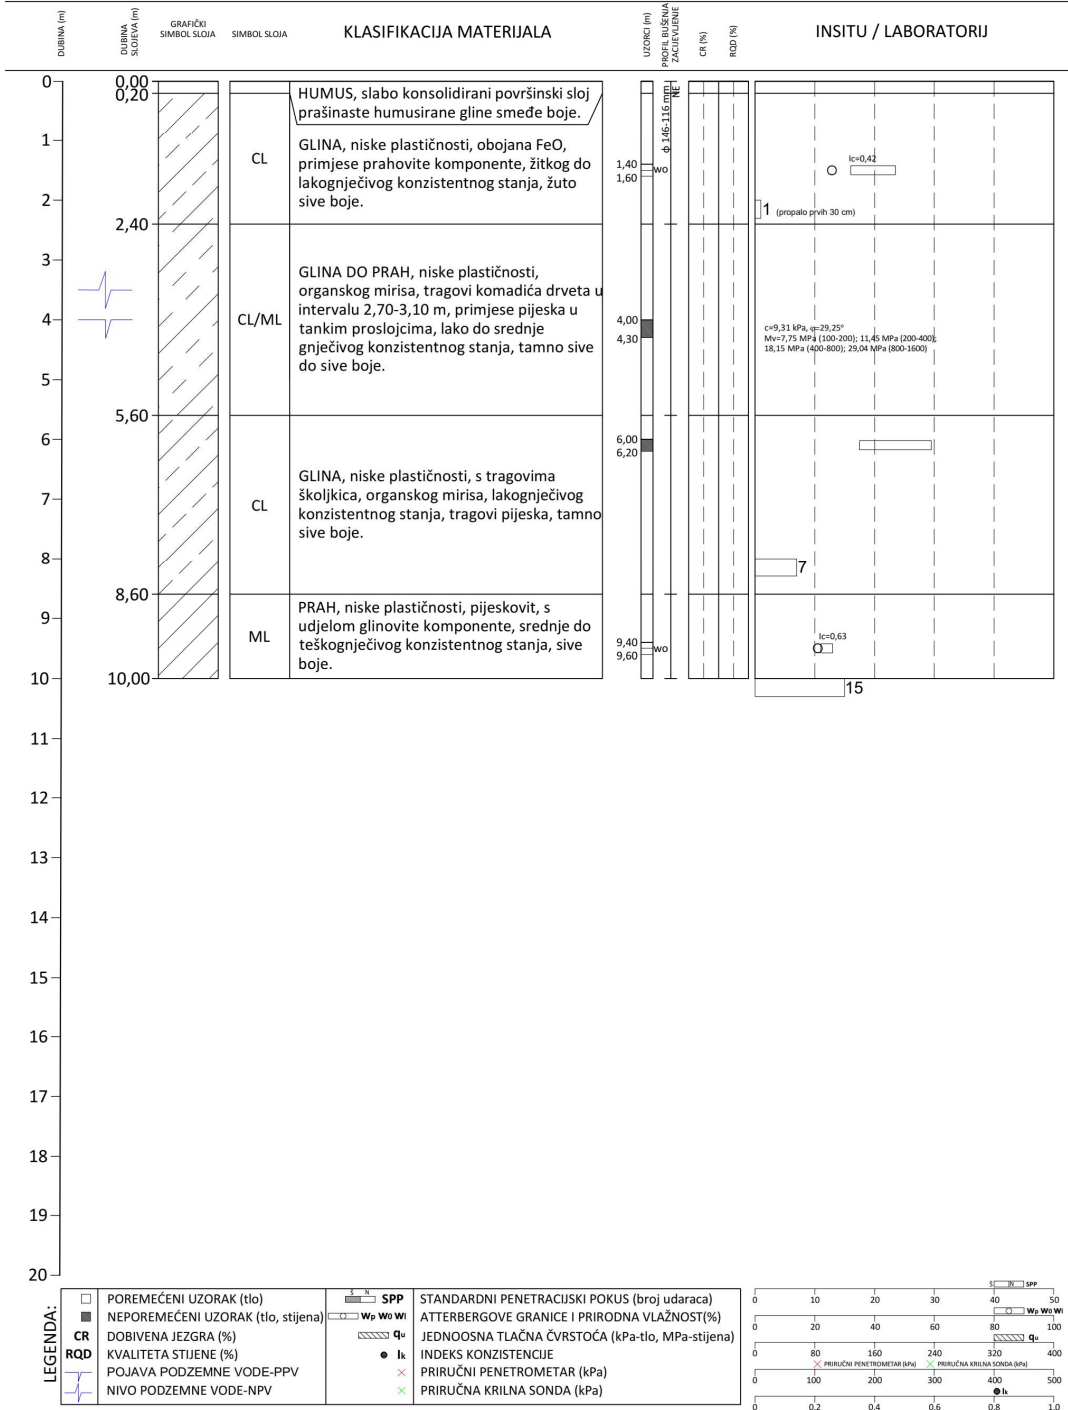 DUBINA (m)
DUBINA SLOJEVA (m)
GRAFIČKI SIMBOL SLOJA
SIMBOL SLOJA
KLASIFIKACIJA MATERIJALA
UZORCI (m)
PROFIL BUŠENJA
ZACIJEVLJENJE
CR (%)
RQD (%)
INSITU / LABORATORIJ
0
0,00
0,20
HUMUS, slabo konsolidirani površinski sloj
prašinaste humusirane gline smeđe boje.
ϕ 146-116 mm
NE
1
CL
GLINA, niske plastičnosti, obojana FeO,
primjese prahovite komponente, žitkog do
lakognječivog konzistentnog stanja, žuto
sive boje.
1,40
1,60
wo
Ic=0,42
2
1 (propalo prvih 30 cm)
2,40
3
CL/ML
GLINA DO PRAH, niske plastičnosti,
organskog mirisa, tragovi komadića drveta u
intervalu 2,70-3,10 m, primjese pijeska u
tankim proslojcima, lako do srednje
gnječivog konzistentnog stanja, tamno sive
do sive boje.
4
4,00
4,30
c=9,31 kPa, φ=29,25°
Mv=7,75 MPa (100-200); 11,45 MPa (200-400);
18,15 MPa (400-800); 29,04 MPa (800-1600)
5
5,60
6
6,00
6,20
CL
GLINA, niske plastičnosti, s tragovima
školjkica, organskog mirisa, lakognječivog
konzistentnog stanja, tragovi pijeska, tamno
sive boje.
7
8
7
8,60
9
ML
PRAH, niske plastičnosti, pijeskovit, s
udjelom glinovite komponente, srednje do
teškognječivog konzistentnog stanja, sive
boje.
9,40
9,60
wo
Ic=0,63
10
10,00
15
11
12
13
14
15
16
17
18
19
20
LEGENDA:
POREMEĆENI UZORAK (tlo)
NEPOREMEĆENI UZORAK (tlo, stijena)
CR DOBIVENA JEZGRA (%)
RQD KVALITETA STIJENE (%)
POJAVA PODZEMNE VODE-PPV
NIVO PODZEMNE VODE-NPV
Š N SPP STANDARDNI PENETRACIJSKI POKUS (broj udaraca)
Wp Wo Wl ATTERBERGOVE GRANICE I PRIRODNA VLAŽNOST(%)
qu JEDNOOSNA TLAČNA ČVRSTOĆA (kPa-tlo, MPa-stijena)
Ik INDEKS KONZISTENCIJE
PRIRUČNI PENETROMETAR (kPa)
PRIRUČNA KRILNA SONDA (kPa)
Š N SPP
0 10 20 30 40 50
Wp Wo Wl
0 20 40 60 80 100
qu
0 80 160 240 320 400
PRIRUČNI PENETROMETAR (kPa) PRIRUČNA KRILNA SONDA (kPa)
0 100 200 300 400 500
Ik
0 0.2 0.4 0.6 0.8 1.0